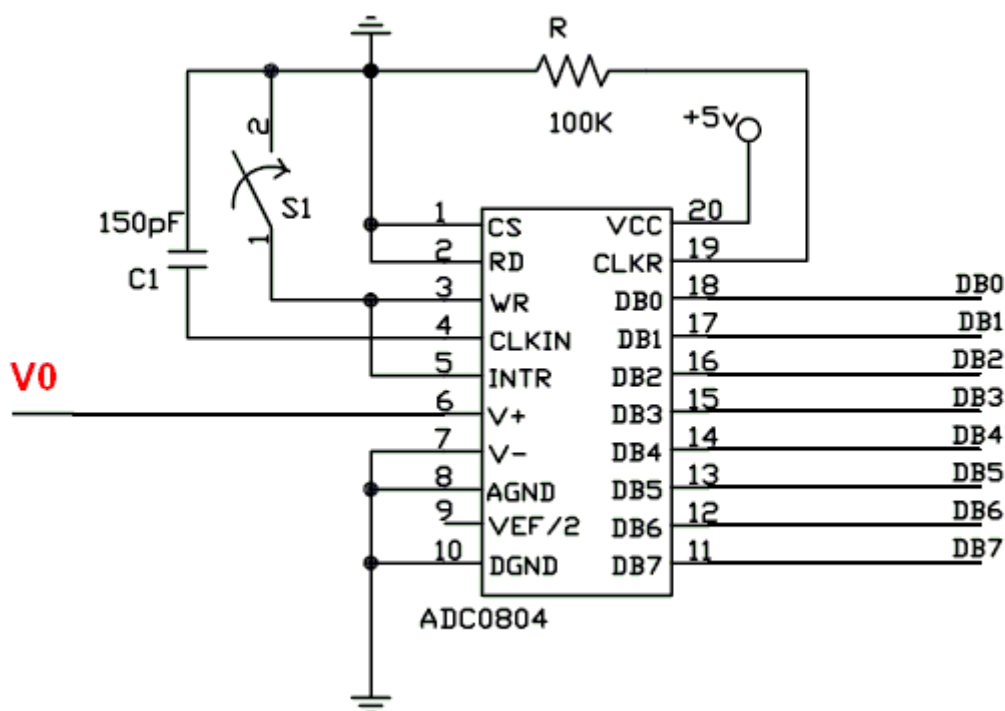 R
100K
+5v
2
S1
1
150pF
C1
1 CS VCC 20
2 RD CLKR 19
3 WR DB0 18 DB0
4 CLKIN DB1 17 DB1
5 INTR DB2 16 DB2
V0
6 V+ DB3 15 DB3
7 V- DB4 14 DB4
8 AGND DB5 13 DB5
9 VEF/2 DB6 12 DB6
10 DGND DB7 11 DB7
ADC0804